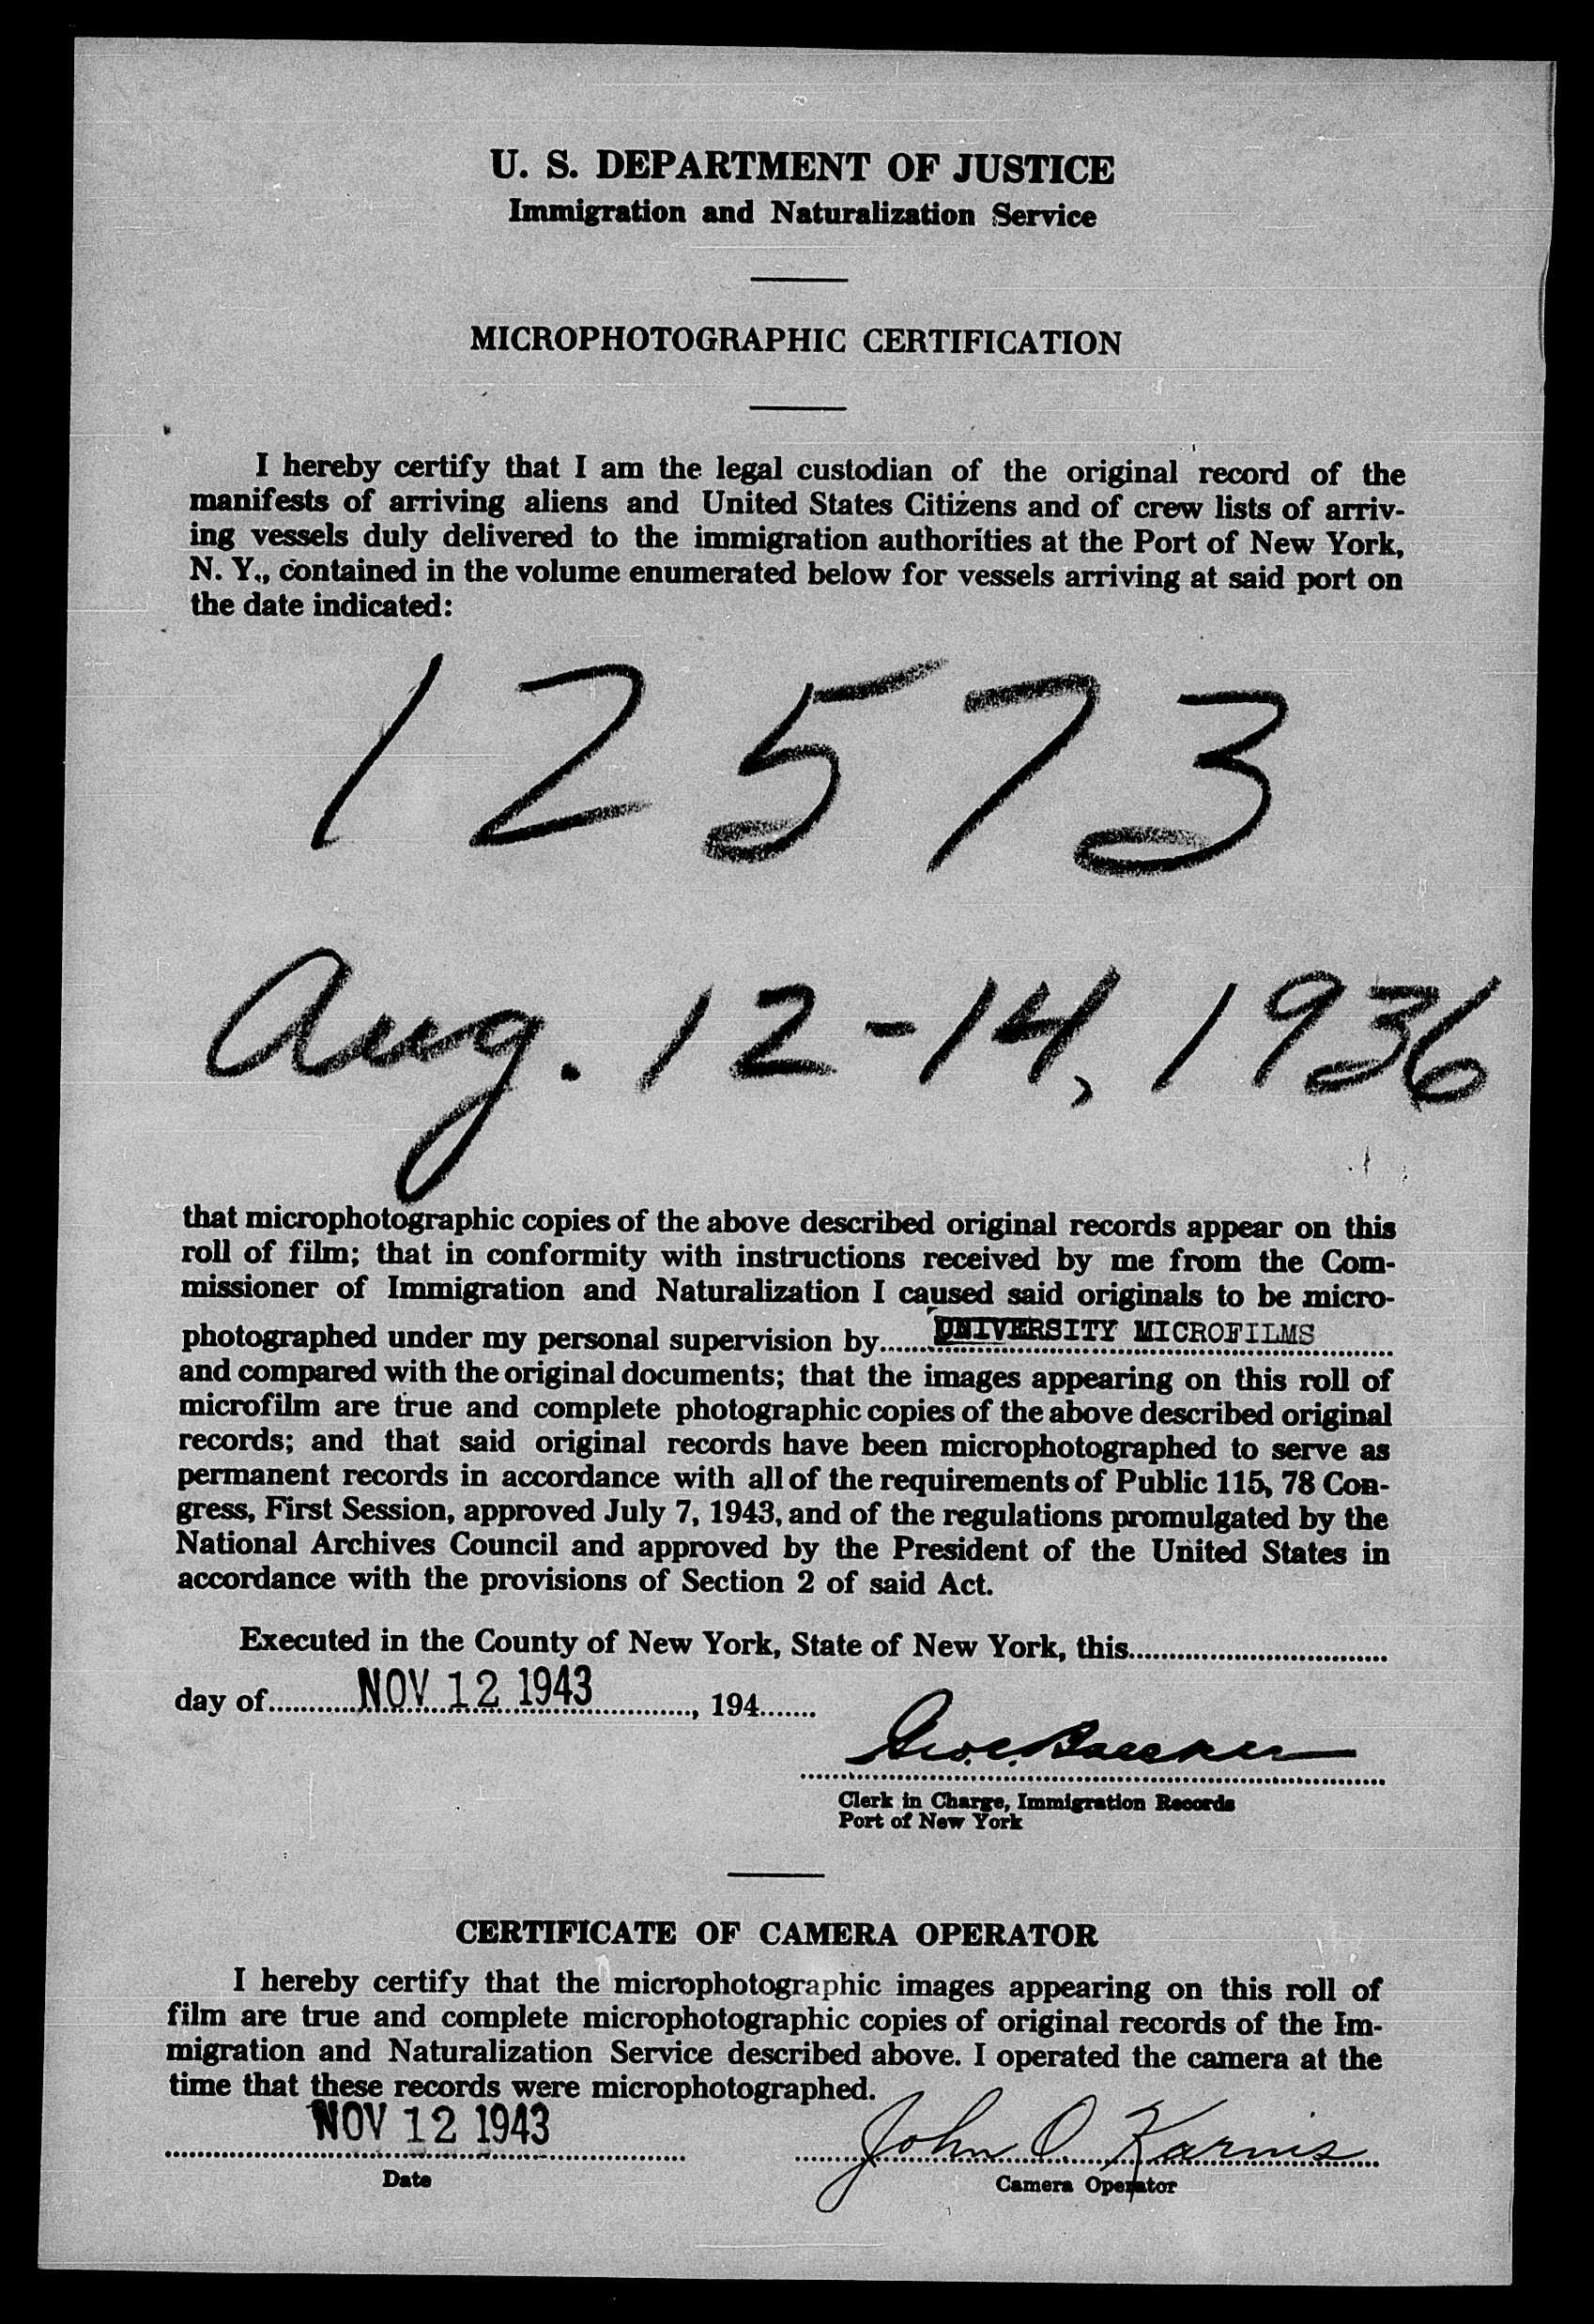 U. S. DEPARTMENT OF JUSTICE
Immigration and Naturalization Service
MICROPHOTOGRAPHIC CERTIFICATION
I hereby certify that I am the legal custodian of the original record of the
manifests of arriving aliens and United States Citizens and of crew lists of arriv-
ing vessels duly delivered to the immigration authorities at the Port of New York,
N. Y., contained in the volume enumerated below for vessels arriving at said port on
the date indicated:
12573
Aug. 12-14, 1936
that microphotographic copies of the above described original records appear on this
roll of film; that in conformity with instructions received by me from the Com-
missioner of Immigration and Naturalization I caused said originals to be micro-
photographed under my personal supervision by UNIVERSITY MICROFILMS
and compared with the original documents; that the images appearing on this roll of
microfilm are true and complete photographic copies of the above described original
records; and that said original records have been microphotographed to serve as
permanent records in accordance with all of the requirements of Public 115, 78 Con-
gress, First Session, approved July 7, 1943, and of the regulations promulgated by the
National Archives Council and approved by the President of the United States in
accordance with the provisions of Section 2 of said Act.
Executed in the County of New York, State of New York, this
day of NOV 12 1943, 194
Clerk in Charge, Immigration Records
Port of New York
CERTIFICATE OF CAMERA OPERATOR
I hereby certify that the microphotographic images appearing on this roll of
film are true and complete microphotographic copies of original records of the Im-
migration and Naturalization Service described above. I operated the camera at the
time that these records were microphotographed.
NOV 12 1943 John O. Karnis
Date Camera Operator